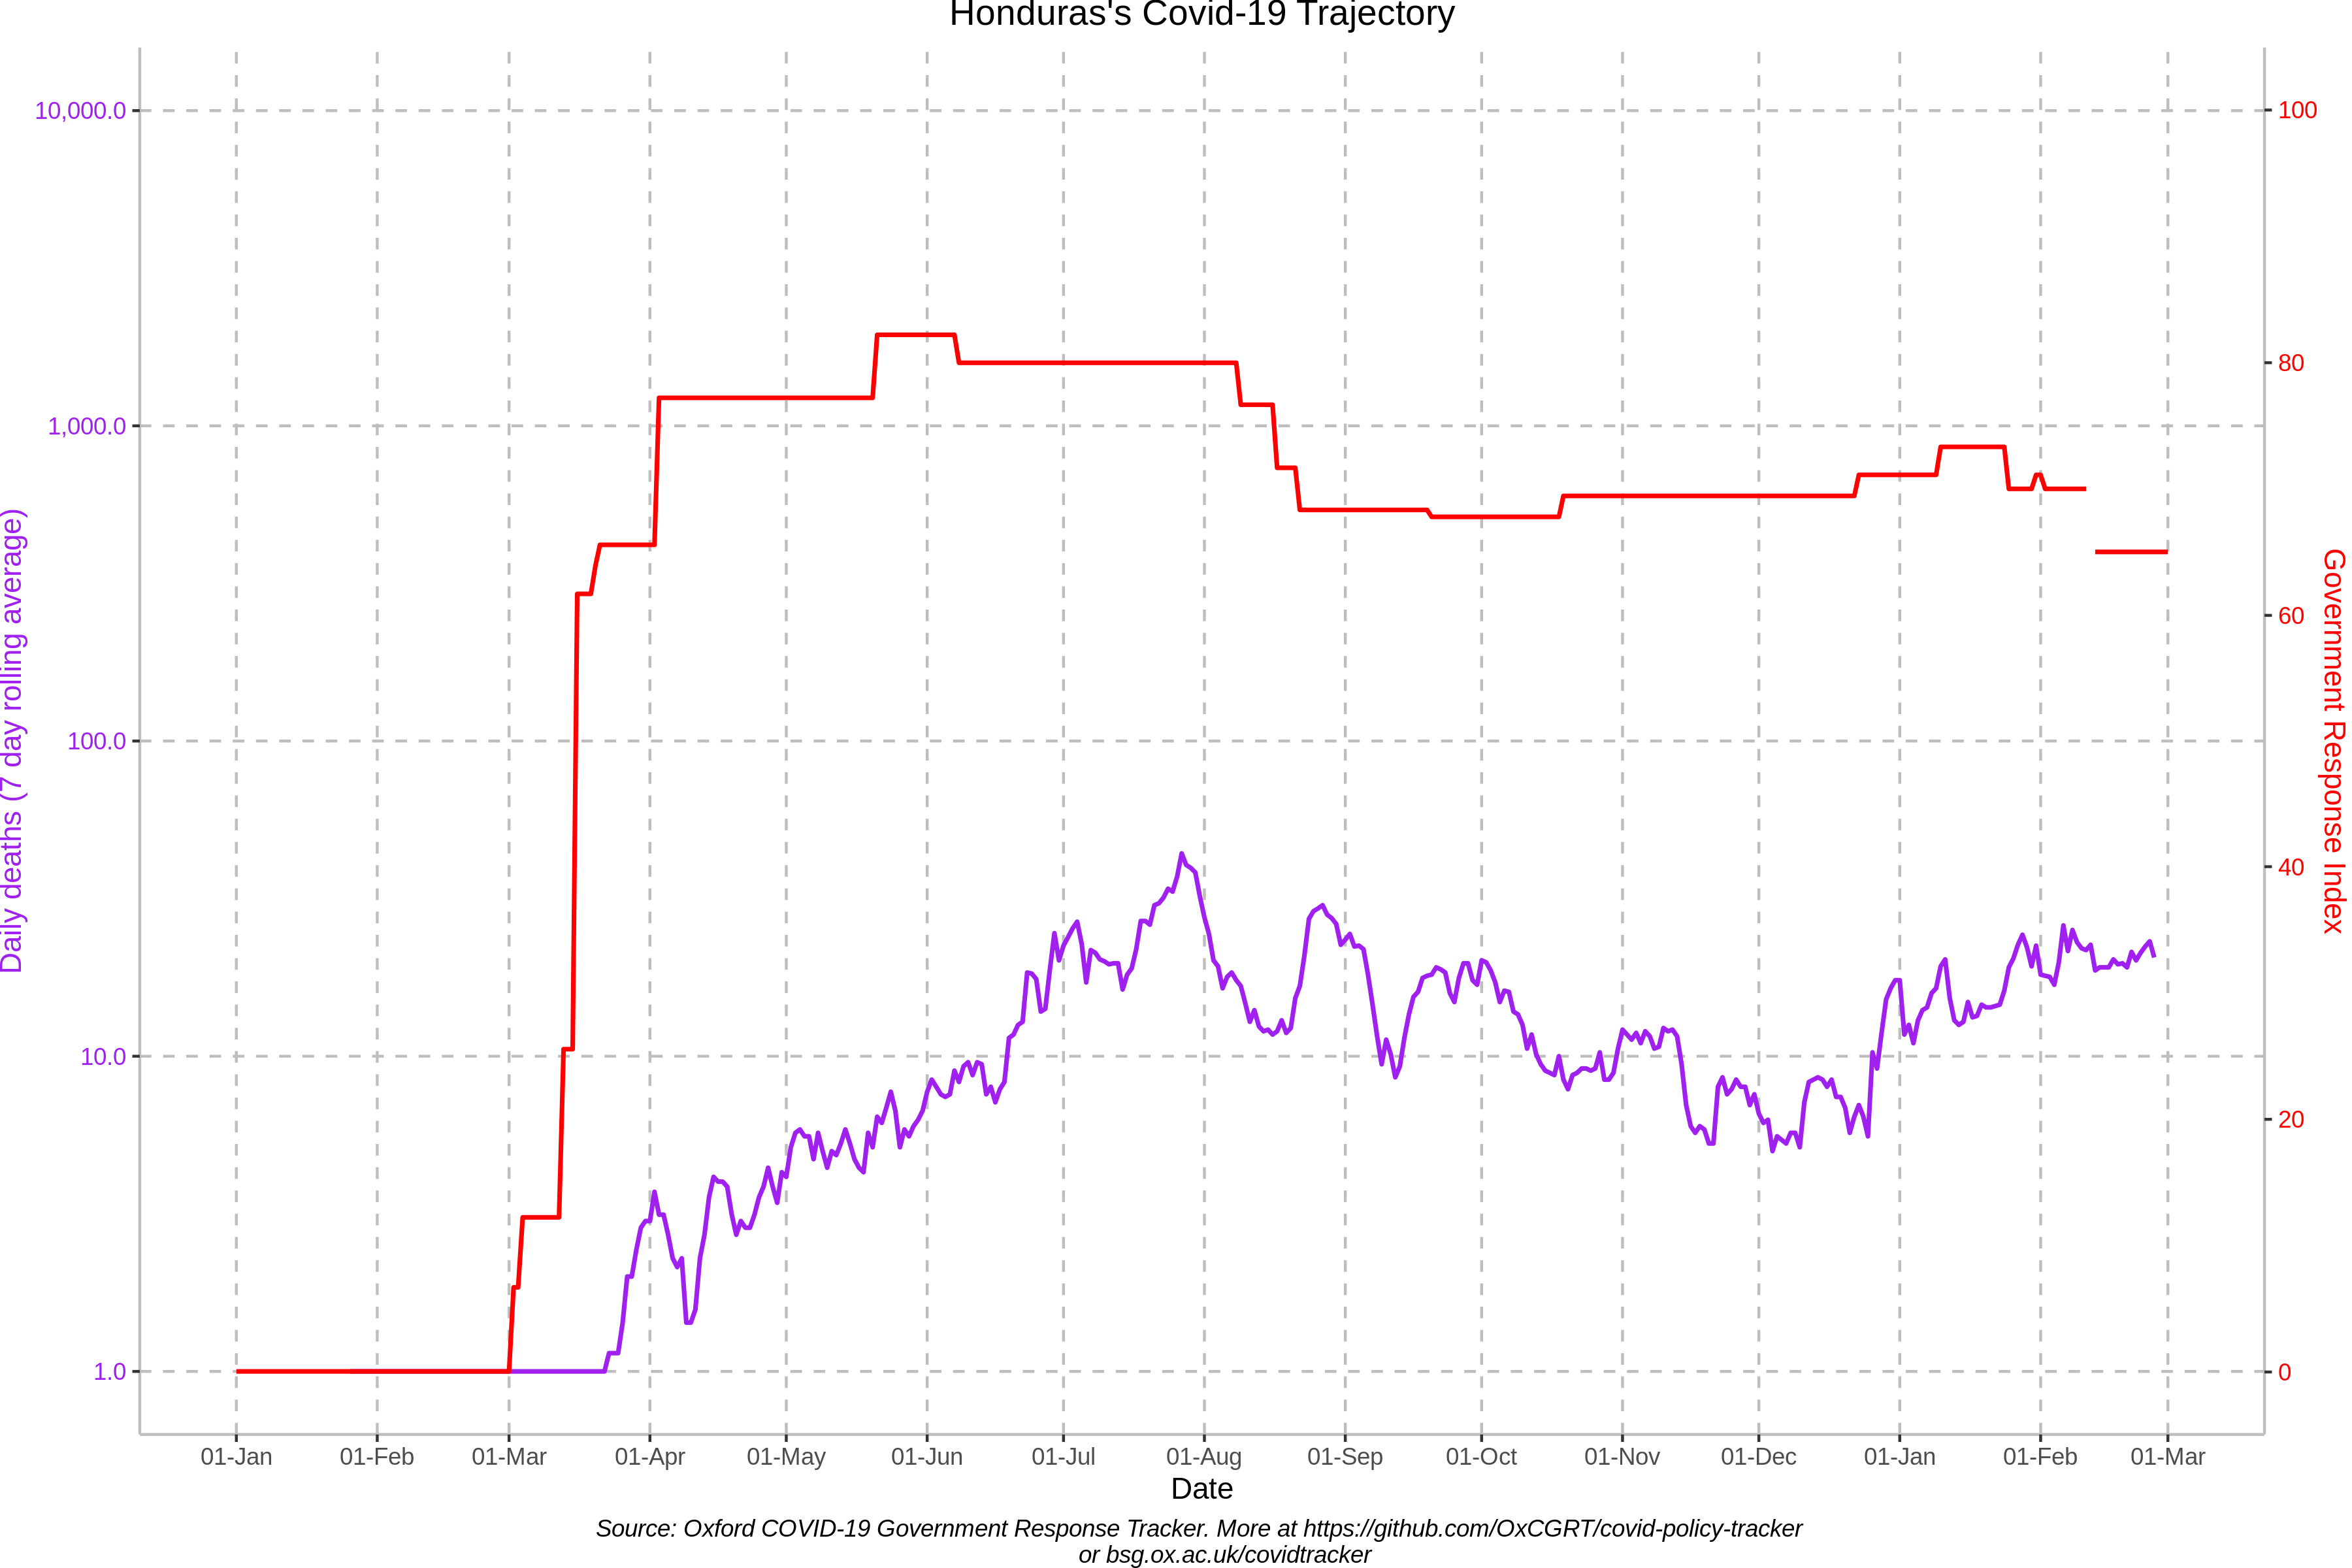 Honduras's Covid-19 Trajectory
10,000.0
1,000.0
100.0
10.0
1.0
Daily deaths (7 day rolling average)
100
80
60
40
20
0
Government Response Index
01-Jan 01-Feb 01-Mar 01-Apr 01-May 01-Jun 01-Jul 01-Aug 01-Sep 01-Oct 01-Nov 01-Dec 01-Jan 01-Feb 01-Mar
Date
Source: Oxford COVID-19 Government Response Tracker. More at https://github.com/OxCGRT/covid-policy-tracker
or bsg.ox.ac.uk/covidtracker